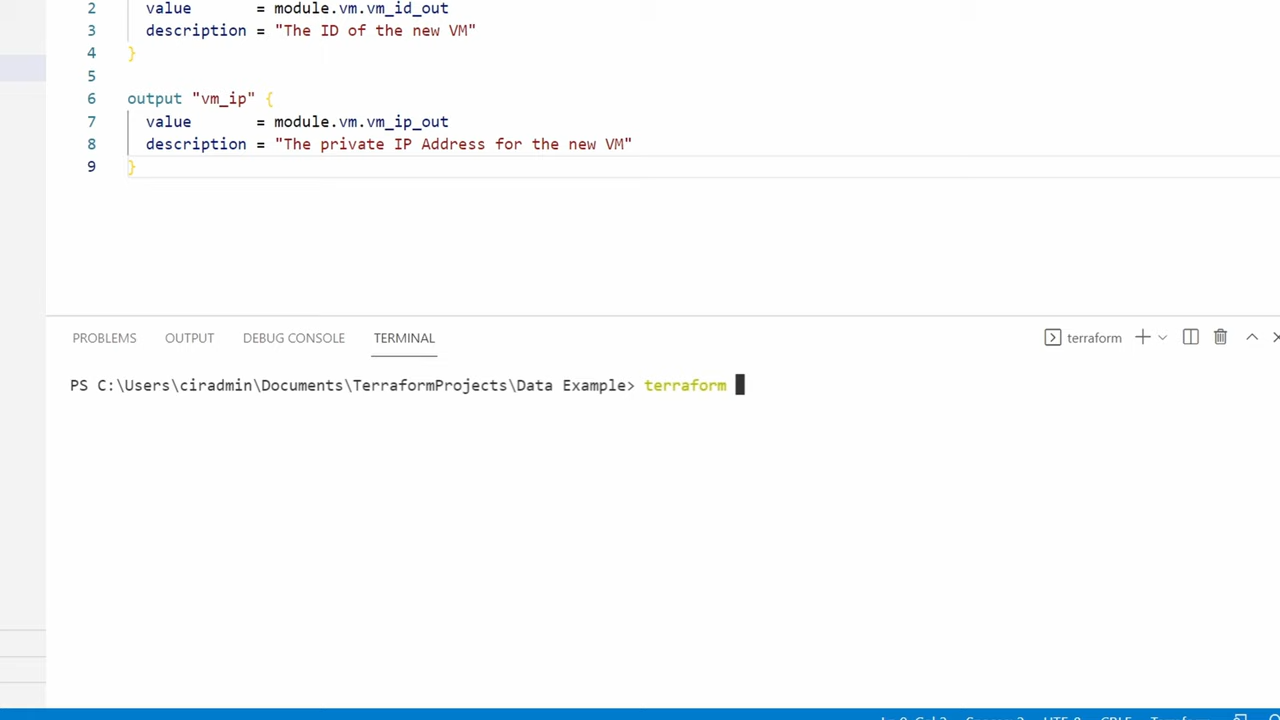 2 value = module.vm.vm_id_out
3 description = "The ID of the new VM"
4 }
5
6 output "vm_ip" {
7 value = module.vm.vm_ip_out
8 description = "The private IP Address for the new VM"
9 }
PROBLEMS OUTPUT DEBUG CONSOLE TERMINAL terraform
PS C:\Users\ciradmin\Documents\TerraformProjects\Data Example> terraform